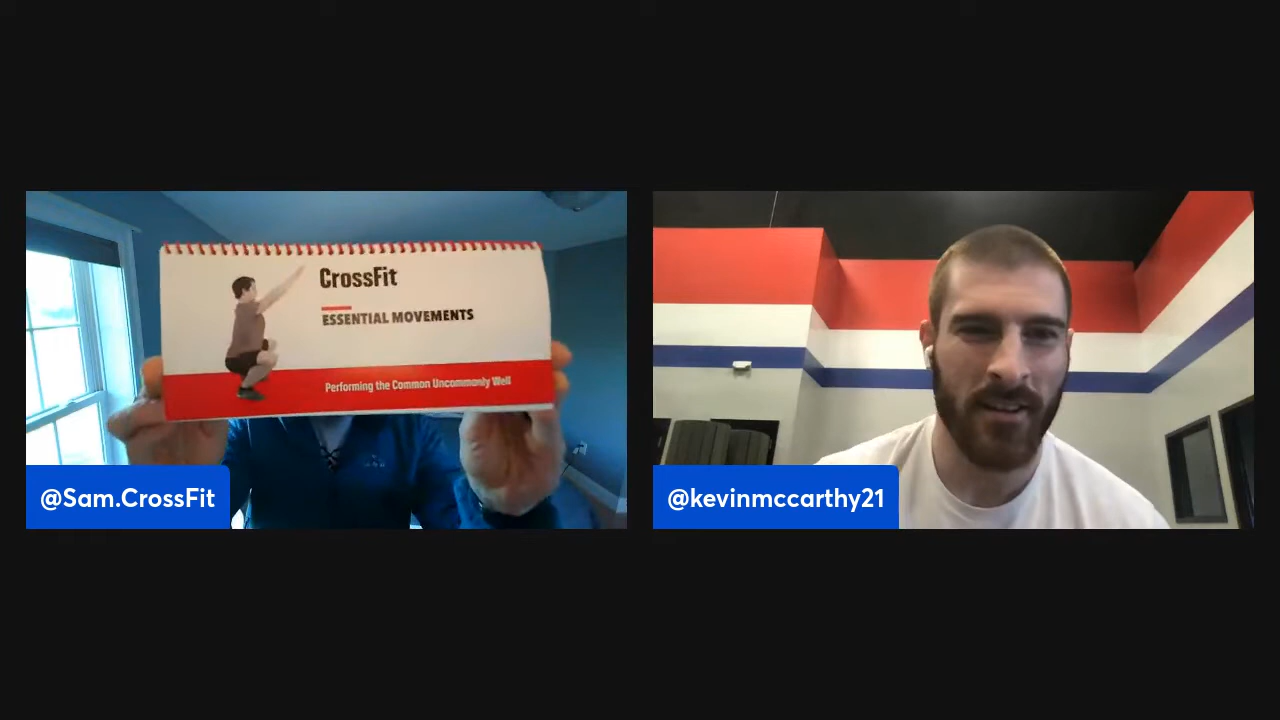 CrossFit
ESSENTIAL MOVEMENTS
Performing the Common Uncommonly Well
@Sam.CrossFit
@kevinmccarthy21